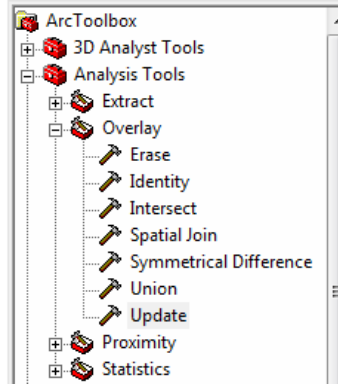 ArcToolbox
3D Analyst Tools
Analysis Tools
Extract
Overlay
Erase
Identity
Intersect
Spatial Join
Symmetrical Difference
Union
Update
Proximity
Statistics